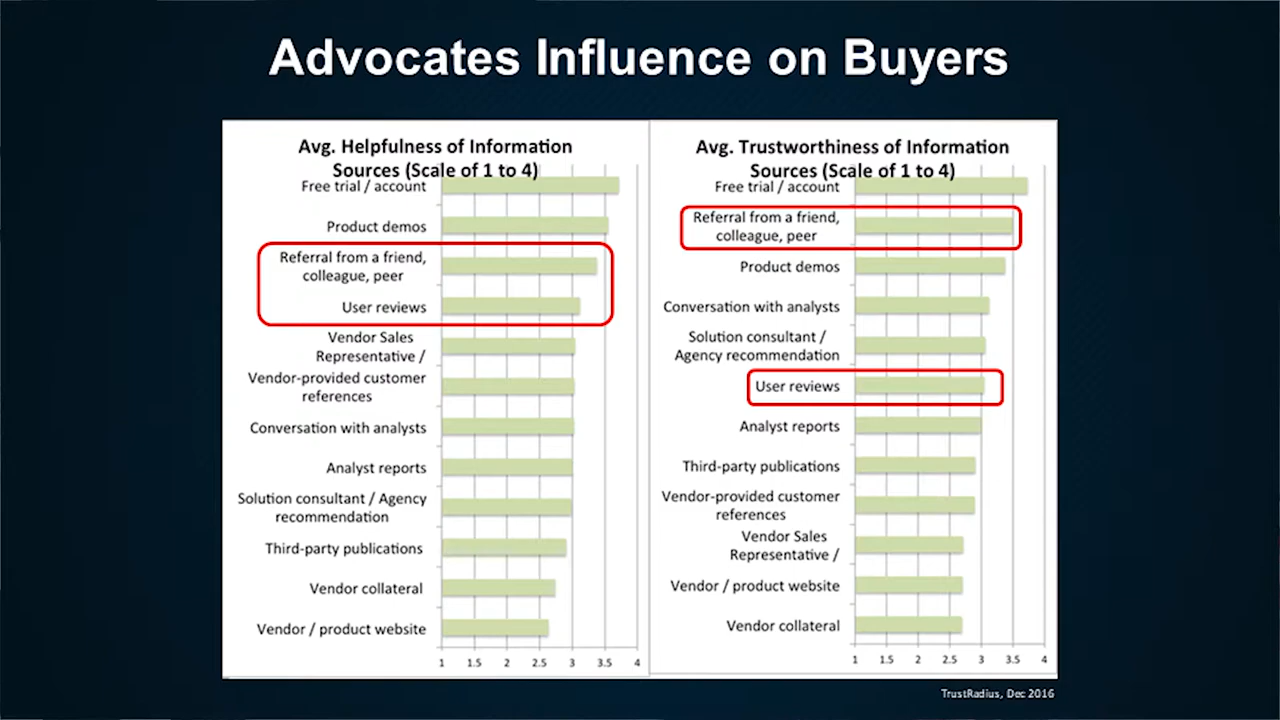 Advocates Influence on Buyers
Avg. Helpfulness of Information
Sources (Scale of 1 to 4)
Free trial / account
Product demos
Referral from a friend,
colleague, peer
User reviews
Vendor Sales
Representative /
Vendor-provided customer
references
Conversation with analysts
Analyst reports
Solution consultant / Agency
recommendation
Third-party publications
Vendor collateral
Vendor / product website
1 1.5 2 2.5 3 3.5 4
Avg. Trustworthiness of Information
Sources (Scale of 1 to 4)
Free trial / account
Referral from a friend,
colleague, peer
Product demos
Conversation with analysts
Solution consultant /
Agency recommendation
User reviews
Analyst reports
Third-party publications
Vendor-provided customer
references
Vendor Sales
Representative /
Vendor / product website
Vendor collateral
1 1.5 2 2.5 3 3.5 4
TrustRadius, Dec 2016